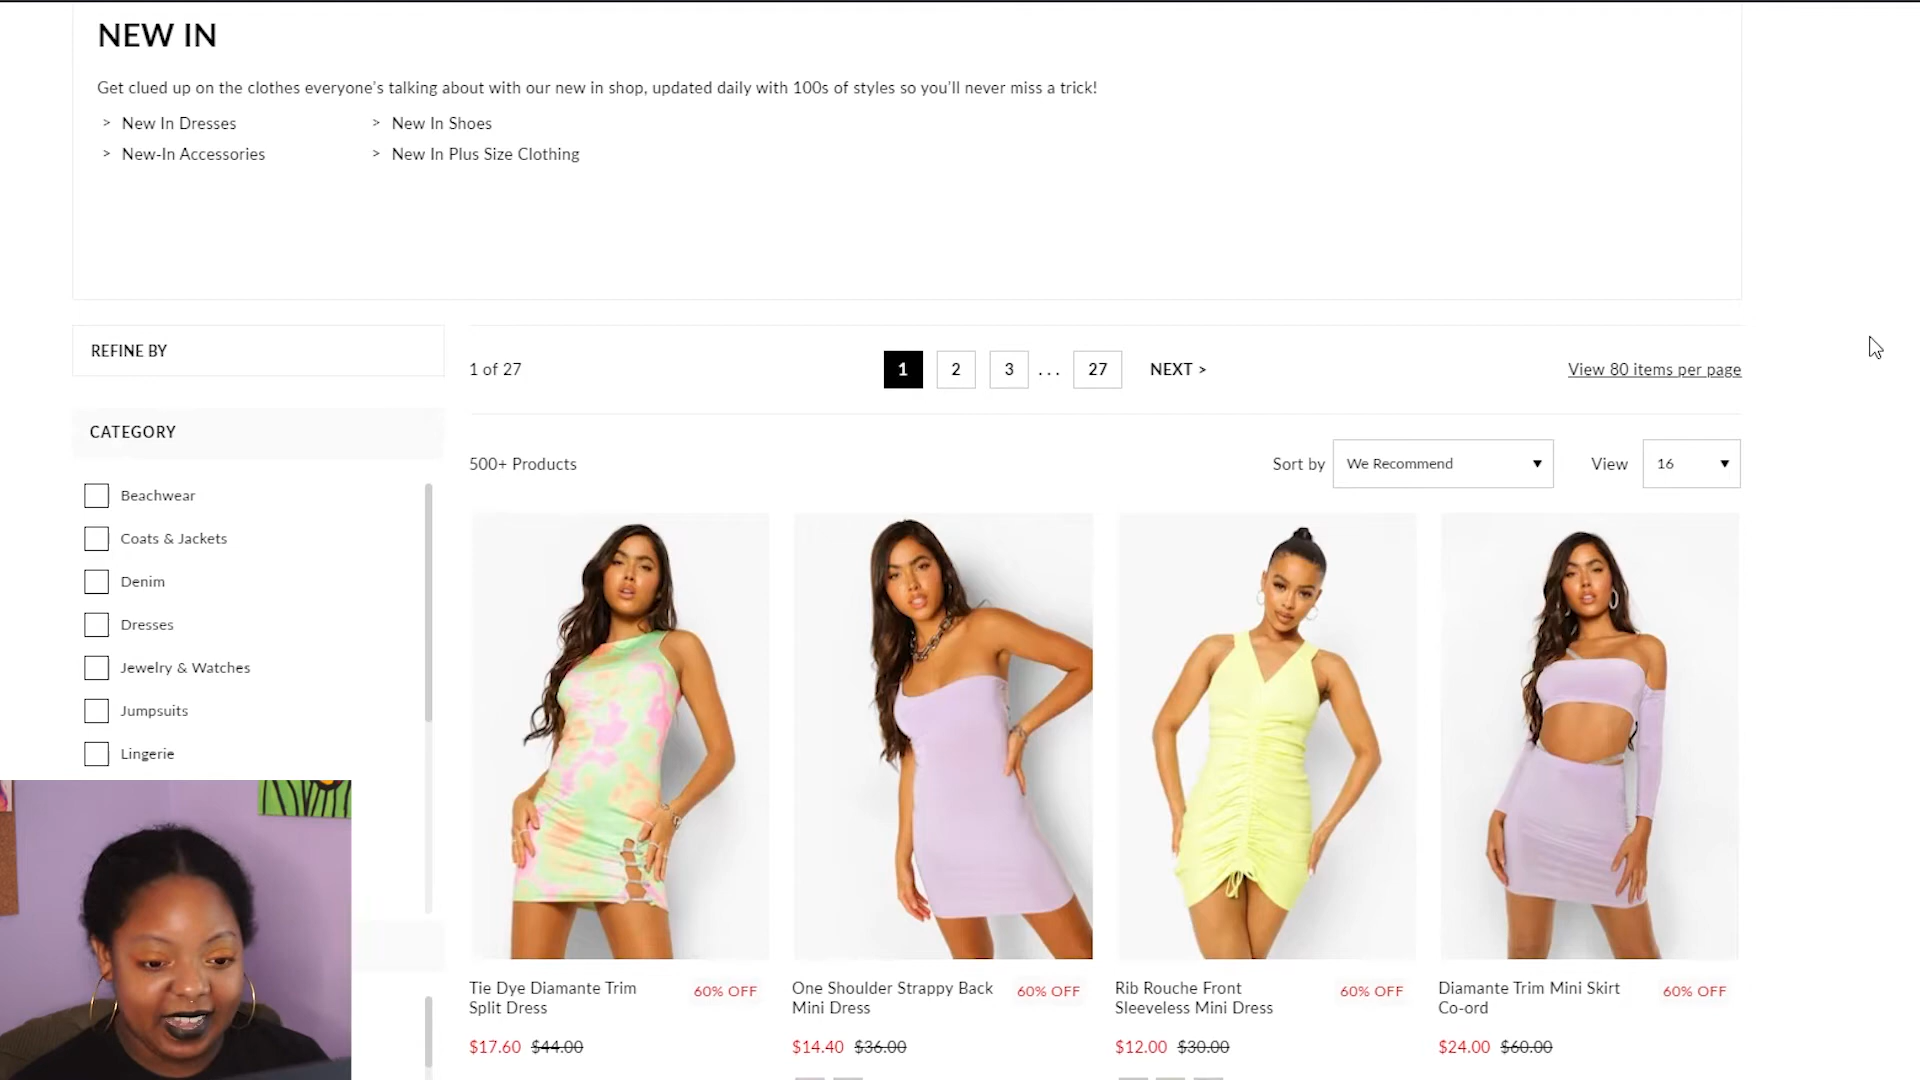 NEW IN
Get clued up on the clothes everyone's talking about with our new in shop, updated daily with 100s of styles so you'll never miss a trick!
> New In Dresses > New In Shoes
> New-In Accessories > New In Plus Size Clothing
REFINE BY
1 of 27
1 2 3 ... 27 NEXT >
View 80 items per page
CATEGORY
Beachwear
Coats & Jackets
Denim
Dresses
Jewelry & Watches
Jumpsuits
Lingerie
500+ Products
Sort by We Recommend ▼ View 16 ▼
Tie Dye Diamante Trim
Split Dress
60% OFF
$17.60 $44.00
One Shoulder Strappy Back
Mini Dress
60% OFF
$14.40 $36.00
Rib Rouche Front
Sleeveless Mini Dress
60% OFF
$12.00 $30.00
Diamante Trim Mini Skirt
Co-ord
60% OFF
$24.00 $60.00